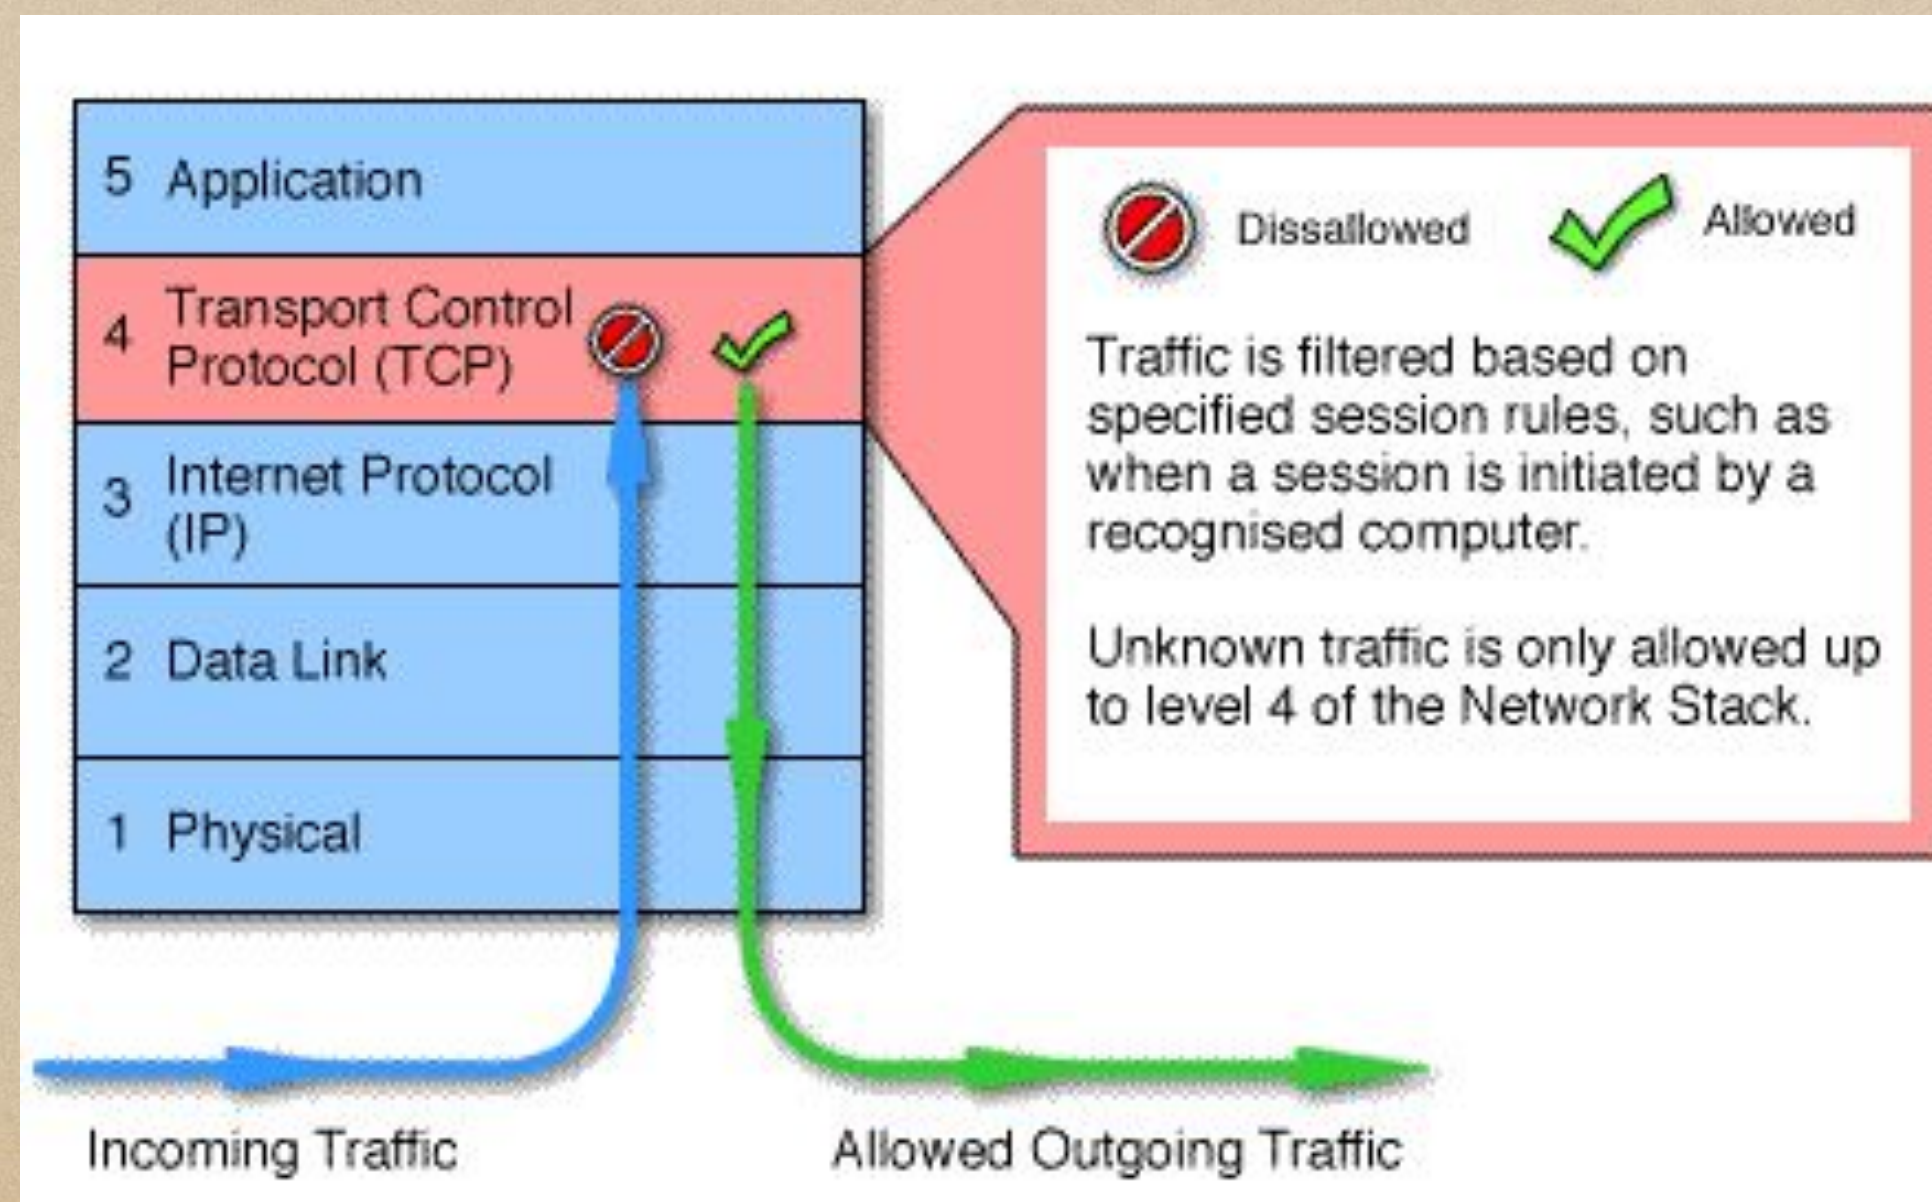 5 Application
4 Transport Control
Protocol (TCP)
3 Internet Protocol
(IP)
2 Data Link
1 Physical
Dissallowed
Allowed
Traffic is filtered based on
specified session rules, such as
when a session is initiated by a
recognised computer.
Unknown traffic is only allowed up
to level 4 of the Network Stack.
Incoming Traffic
Allowed Outgoing Traffic